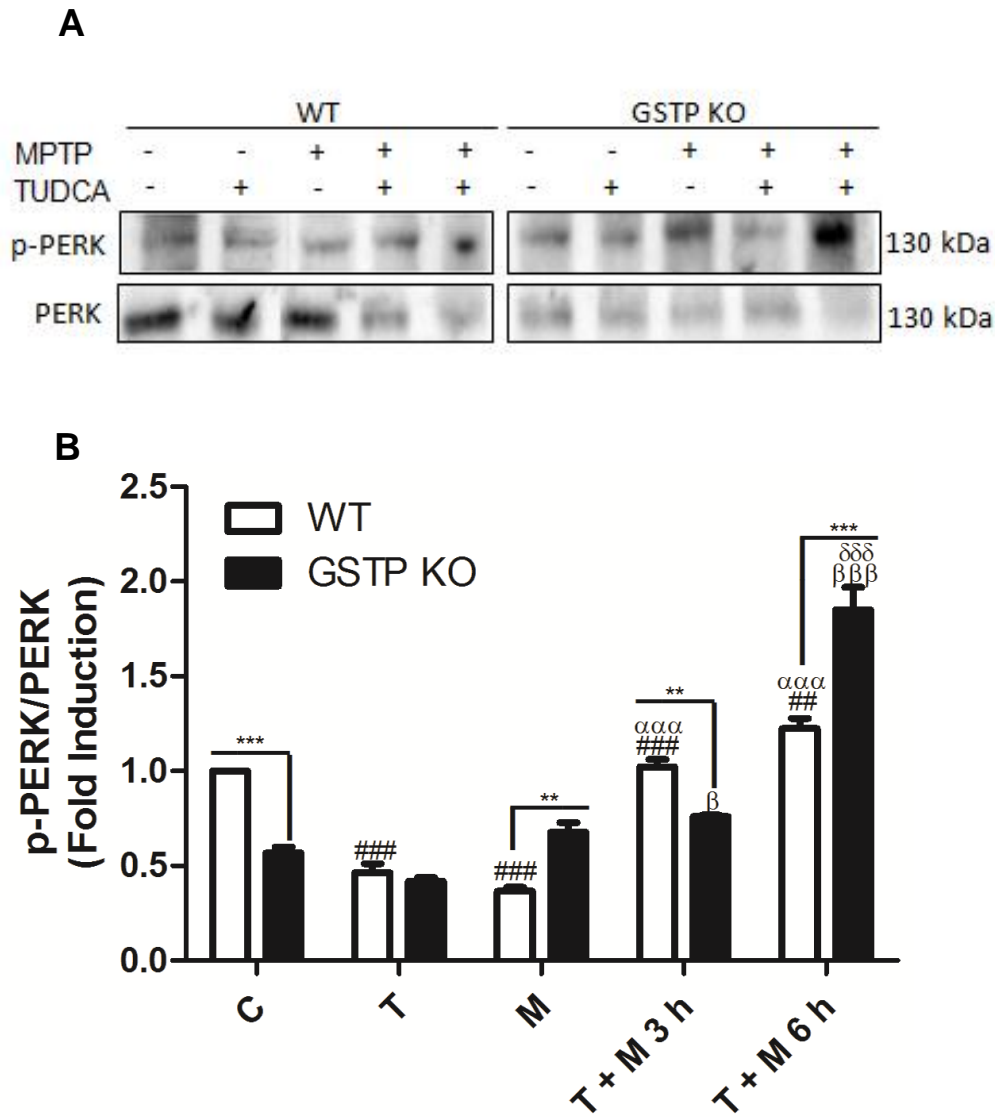 A
WT GSTP KO
MPTP - - + + + - - + + +
TUDCA - + - + + - + - + +
p-PERK 130 kDa
PERK 130 kDa
B
p-PERK/PERK
(Fold Induction)
2.5
2.0
1.5
1.0
0.5
0.0
WT
GSTP KO
***
###
###
**
ααα
###
**
β
ααα
##
***
δδδ
βββ
C T M T + M 3 h T + M 6 h